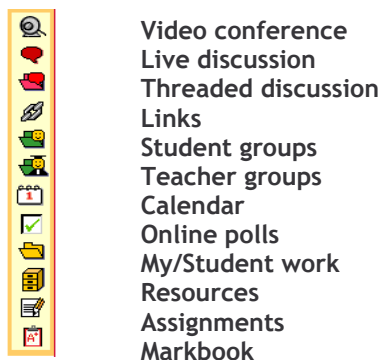 Video conference
Live discussion
Threaded discussion
Links
Student groups
Teacher groups
Calendar
1
Online polls
My/Student work
Resources
Assignments
A+
Markbook